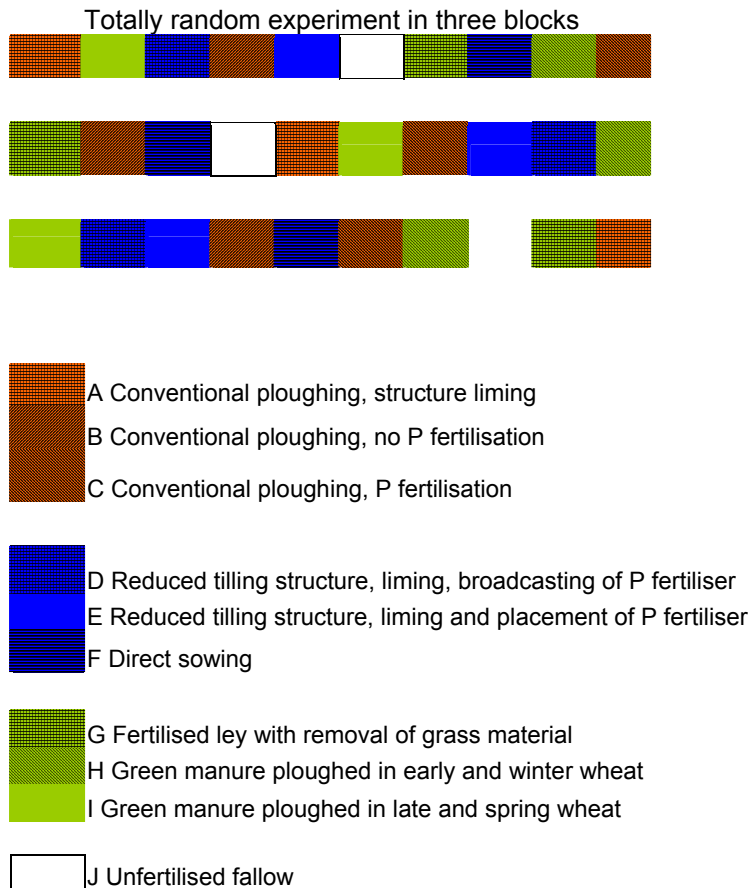 Totally random experiment in three blocks
A Conventional ploughing, structure liming
B Conventional ploughing, no P fertilisation
C Conventional ploughing, P fertilisation
D Reduced tilling structure, liming, broadcasting of P fertiliser
E Reduced tilling structure, liming and placement of P fertiliser
F Direct sowing
G Fertilised ley with removal of grass material
H Green manure ploughed in early and winter wheat
I Green manure ploughed in late and spring wheat
J Unfertilised fallow